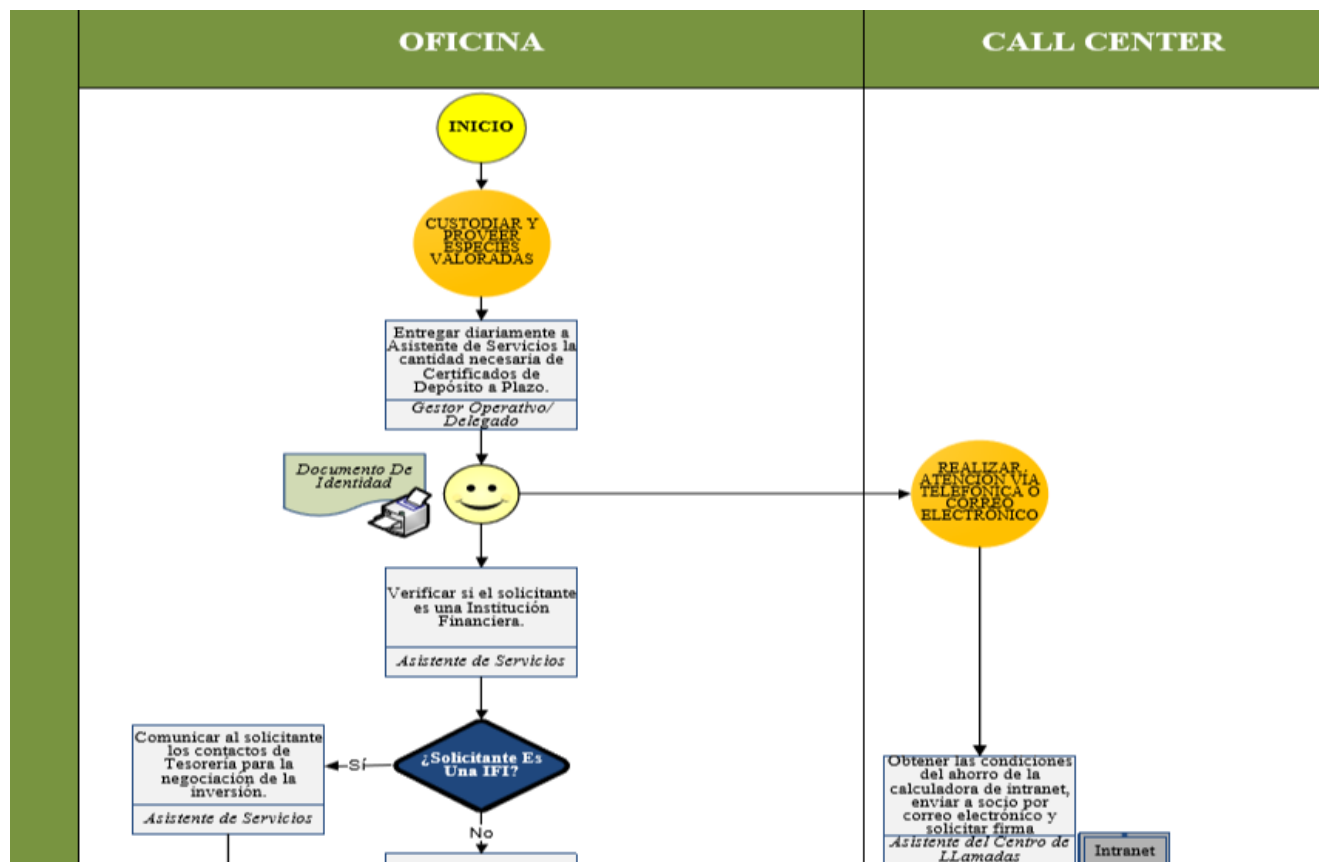 OFICINA
CALL CENTER
INICIO
CUSTODIAR Y
PROVEER
ESPECIES
VALORADAS
Entregar diariamente a
Asistente de Servicios la
cantidad necesaria de
Certificados de
Depósito a Plazo.
Gestor Operativo/
Delegado
Documento De
Identidad
REALIZAR
ATENCIÓN VÍA
TELEFÓNICA O
CORREO
ELECTRÓNICO
Verificar si el solicitante
es una Institución
Financiera.
Asistente de Servicios
¿Solicitante Es
Una IFI?
Sí
Comunicar al solicitante
los contactos de
Tesorería para la
negociación de la
inversión.
Asistente de Servicios
No
Obtener las condiciones
del ahorro de la
calculadora de intranet,
enviar a socio por
correo electrónico y
solicitar firma
Asistente del Centro de
LLamadas
Intranet